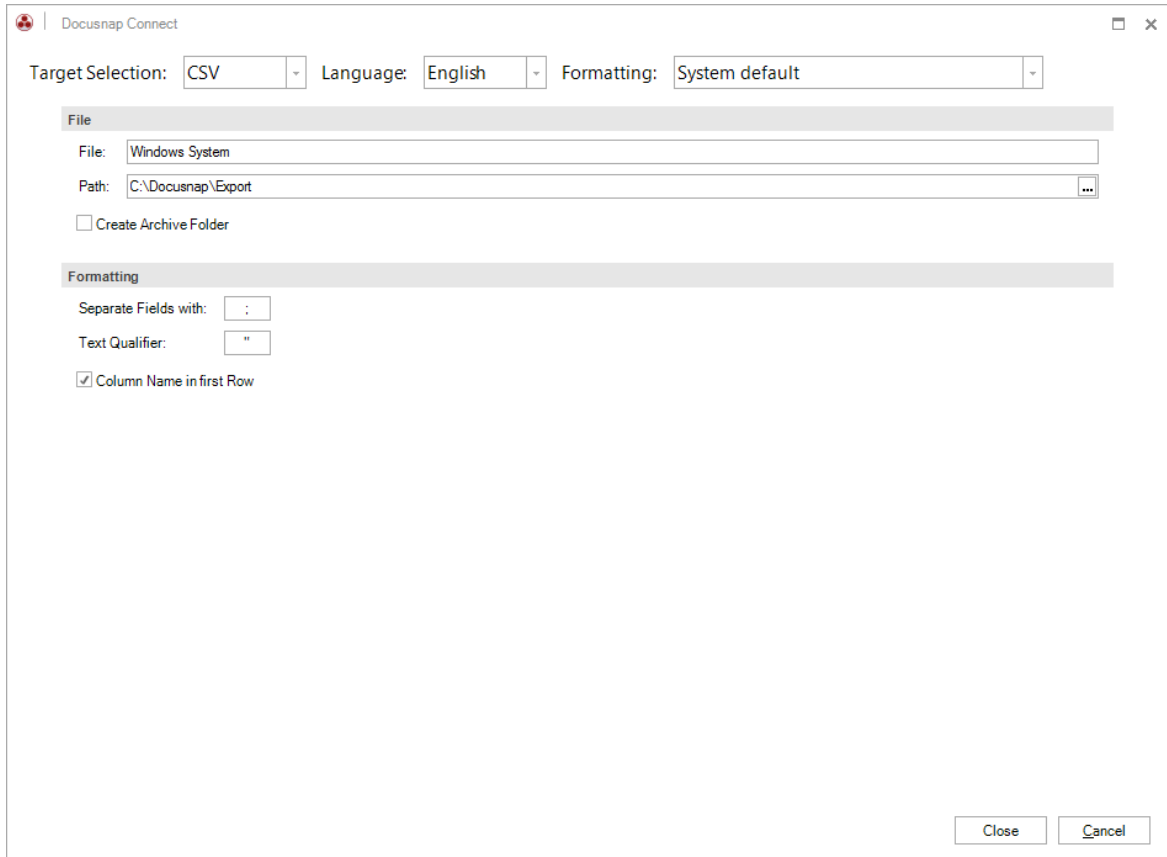 Docusnap Connect
Target Selection: CSV Language: English Formatting: System default
File
File: Windows System
Path: C:\Docusnap\Export ...
Create Archive Folder
Formatting
Separate Fields with: ;
Text Qualifier: "
Column Name in first Row
Close Cancel